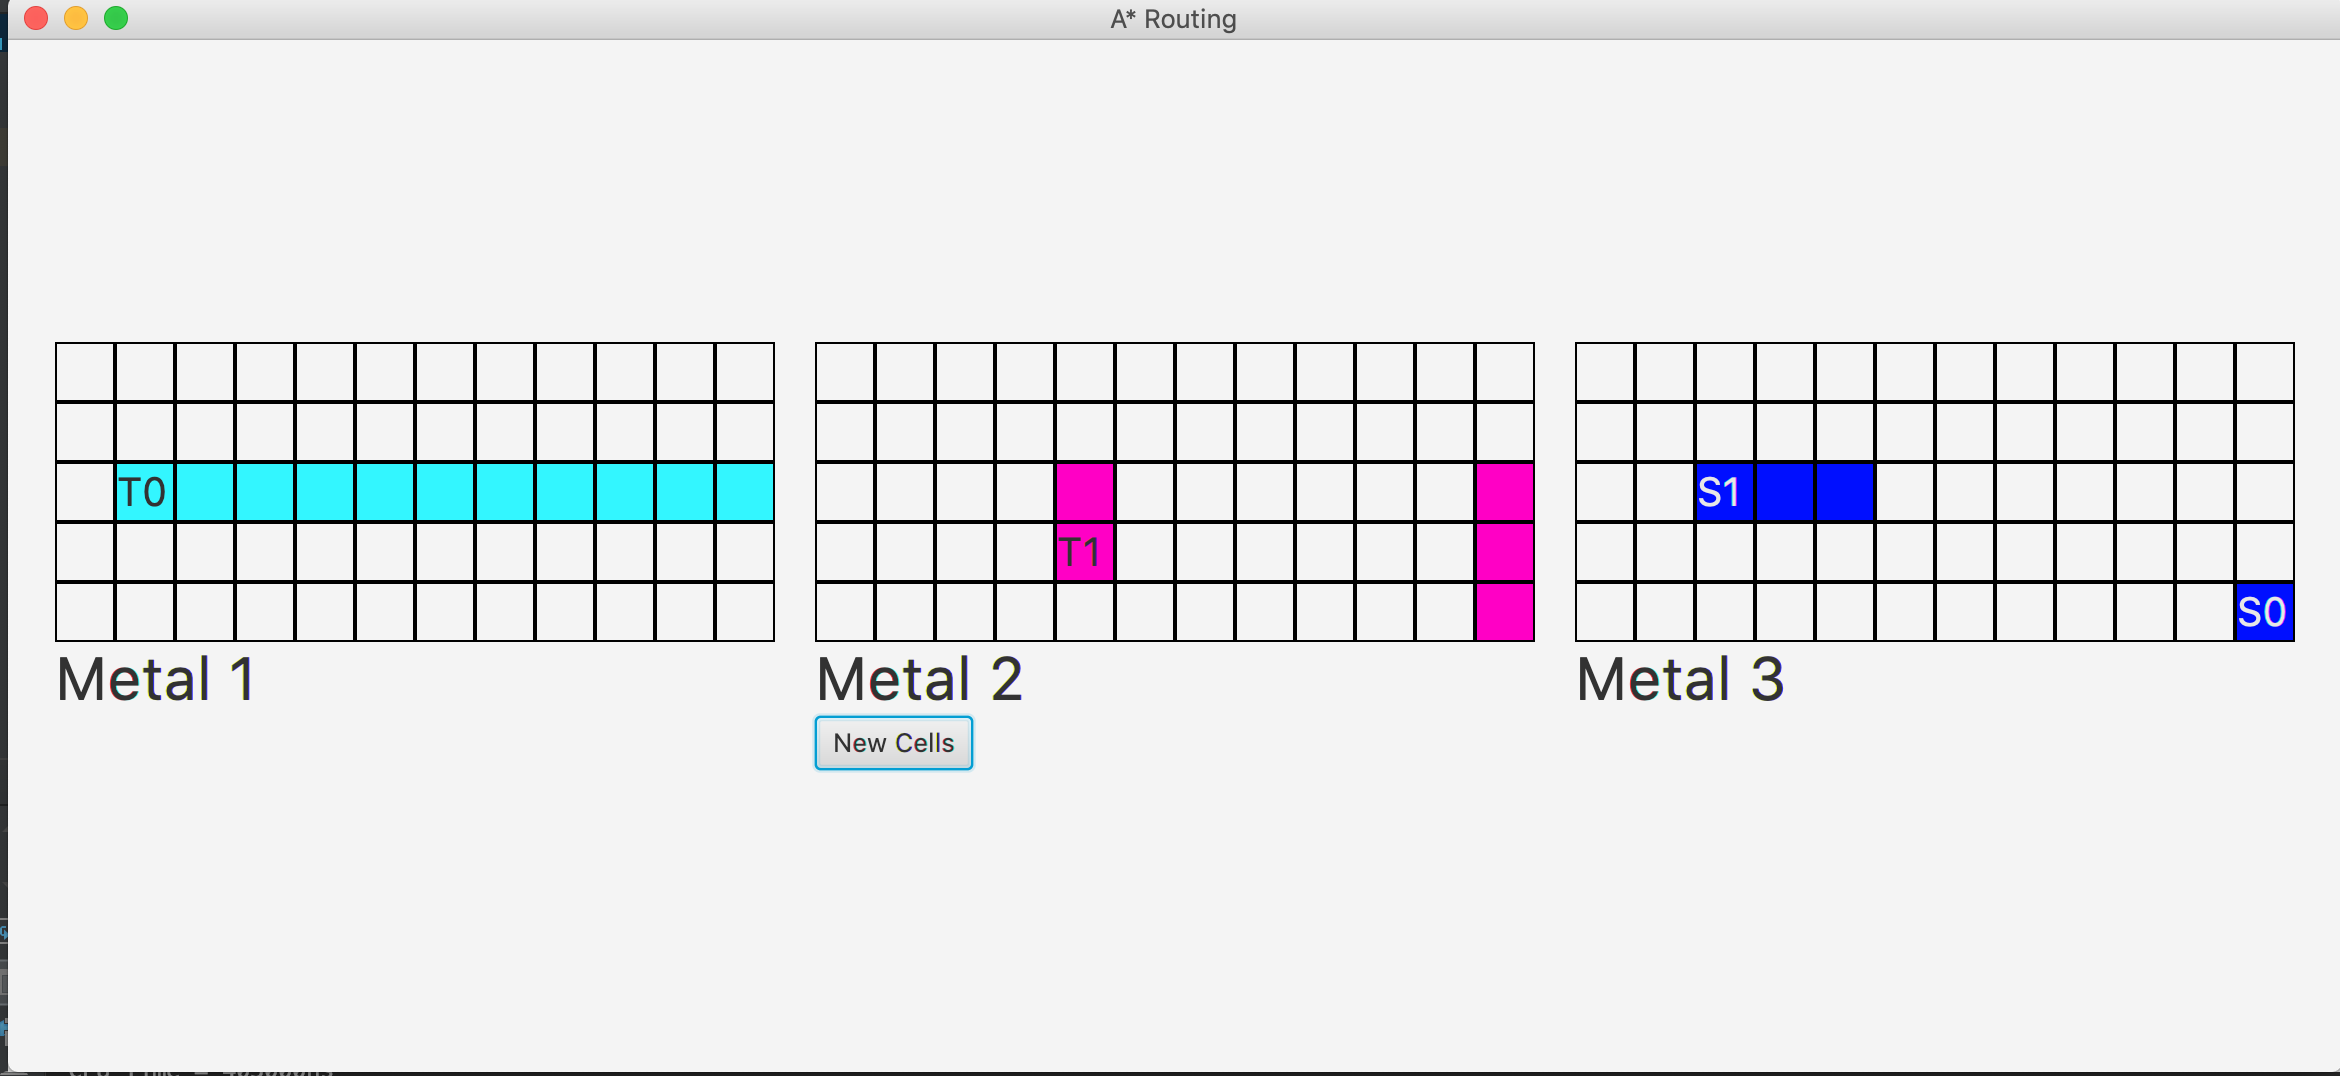 A* Routing
T0
T1
S1
S0
Metal 1
Metal 2
Metal 3
New Cells